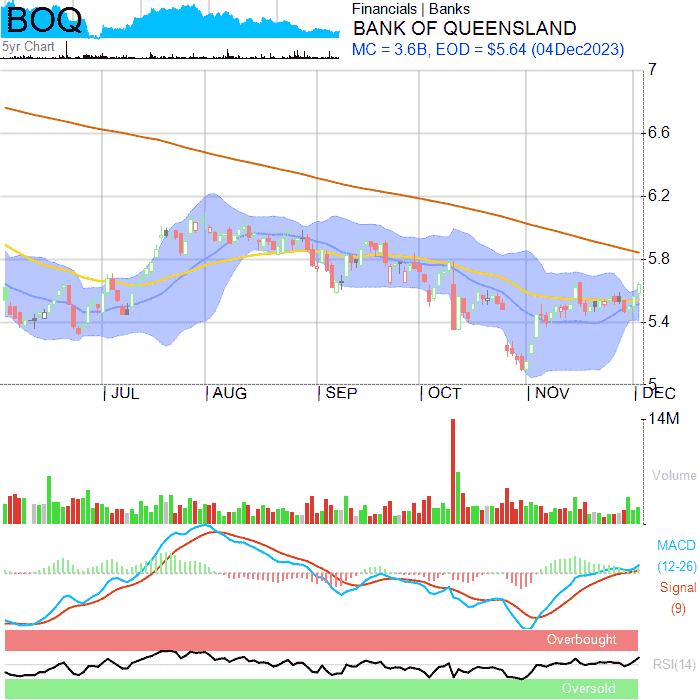 BOQ
5yr Chart
Financials | Banks
BANK OF QUEENSLAND
MC = 3.6B, EOD = $5.64 (04Dec2023)
7
6.6
6.2
5.8
5.4
5
JUL AUG SEP OCT NOV DEC
14M
Volume
MACD
(12-26)
Signal
(9)
Overbought
RSI(14)
Oversold